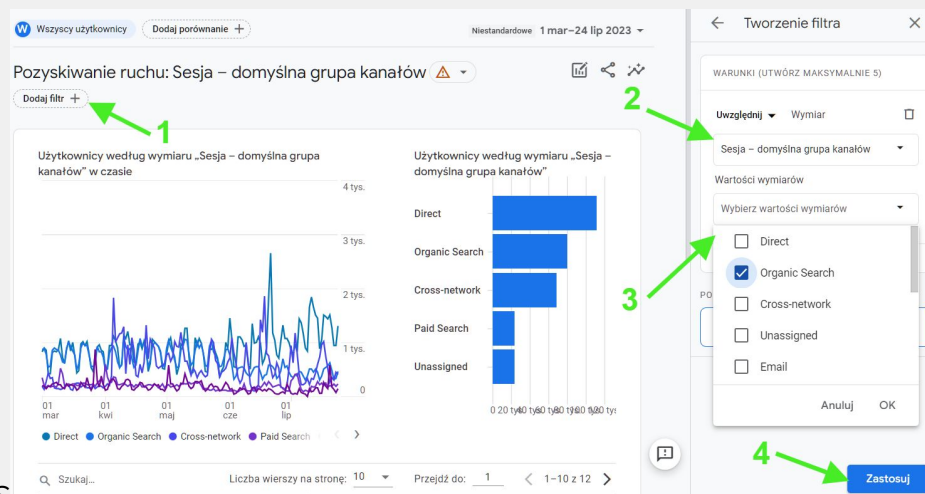 W Wszyscy użytkownicy Dodaj porównanie + Niestandardowe 1 mar–24 lip 2023
Pozyskiwanie ruchu: Sesja – domyślna grupa kanałów
Dodaj filtr +
1
Użytkownicy według wymiaru „Sesja – domyślna grupa
kanałów” w czasie
4 tys.
3 tys.
2 tys.
1 tys.
0
01 mar
01 kwi
01 maj
01 cze
01 lip
Direct Organic Search Cross-network Paid Search
Użytkownicy według wymiaru „Sesja –
domyślna grupa kanałów”
Direct
Organic Search
Cross-network
Paid Search
Unassigned
0 20
Szukaj... Liczba wierszy na stronę: 10 Przejdź do: 1 1–10 z 12
Tworzenie filtra
WARUNKI (UTWÓRZ MAKSYMALNIE 5)
2
Uwzględnij Wymiar
Sesja – domyślna grupa kanałów
Wartości wymiarów
Wybierz wartości wymiarów
3
Direct
Organic Search
Cross-network
Unassigned
Email
PO
Anuluj OK
4
Zastosuj